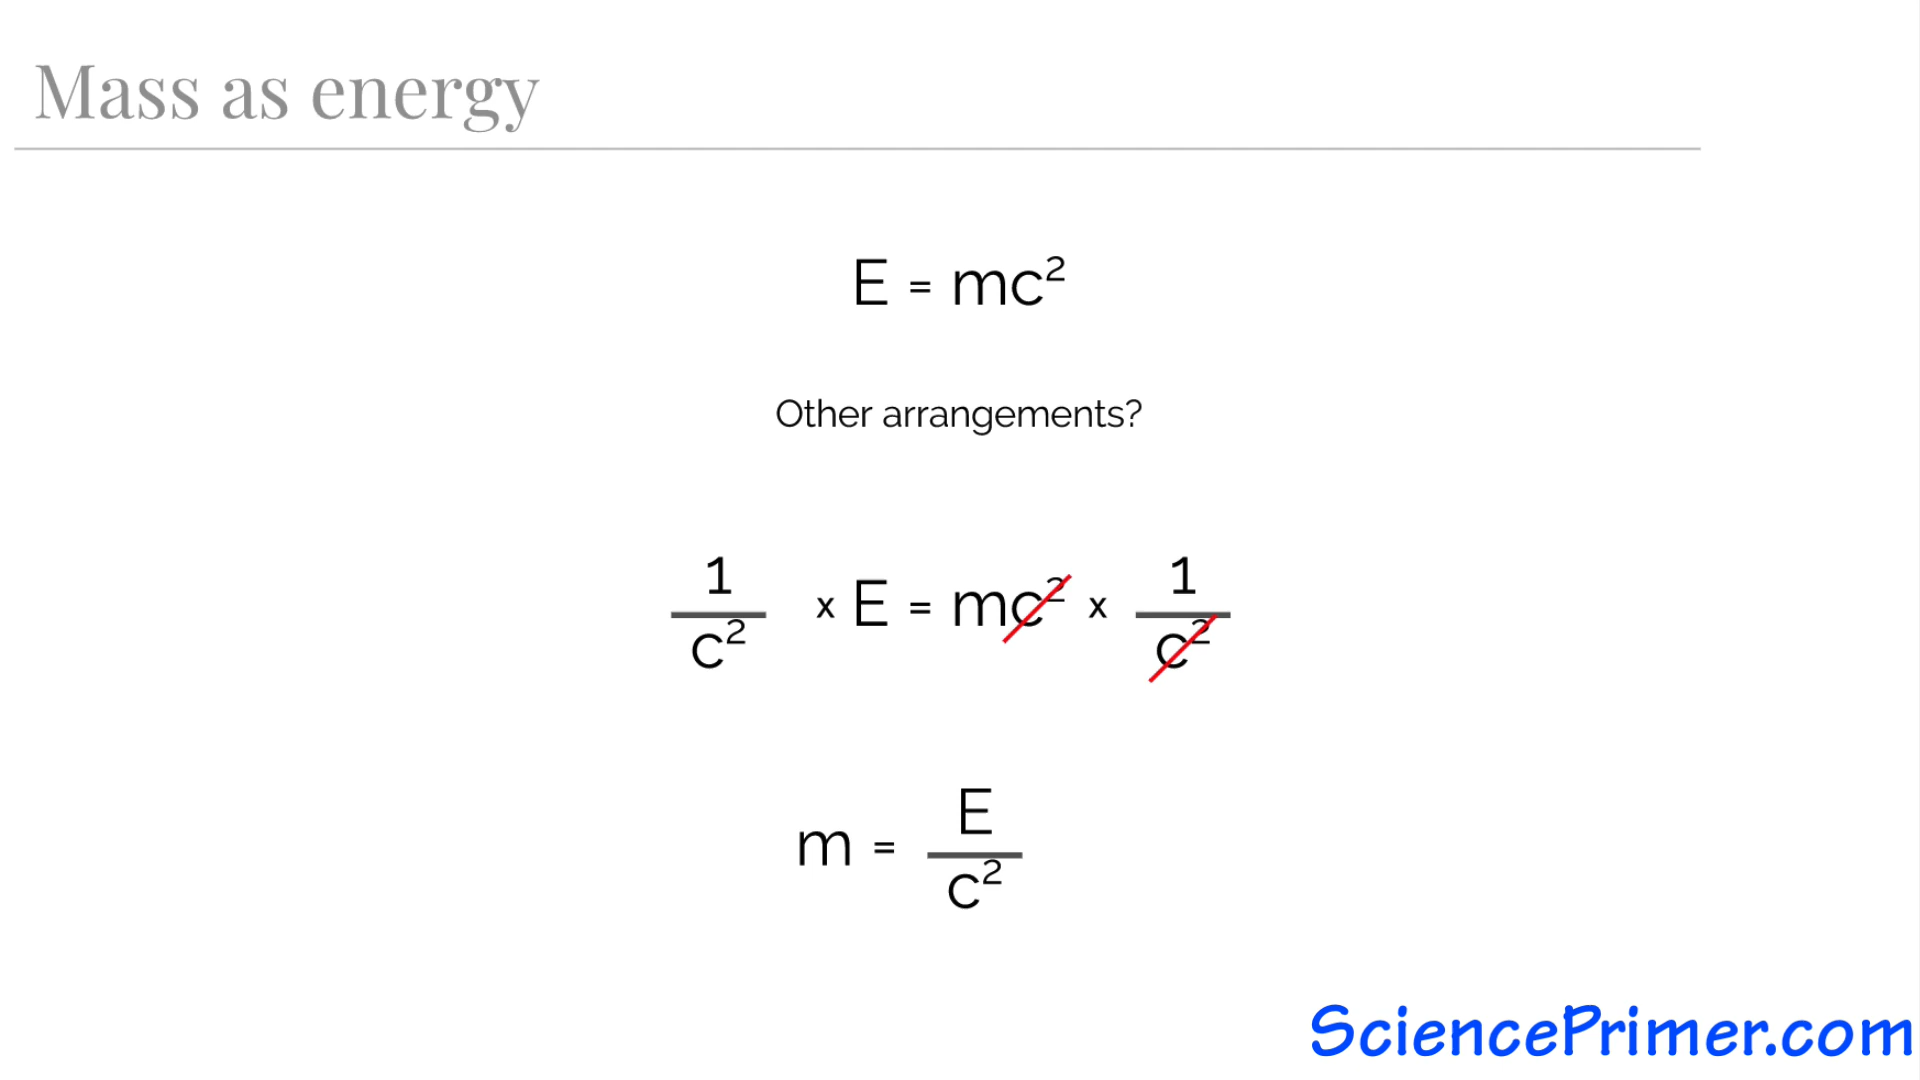 Mass as energy
E = mc²
Other arrangements?
1/c² x E = mc² x 1/c²
m = E/c²
SciencePrimer.com